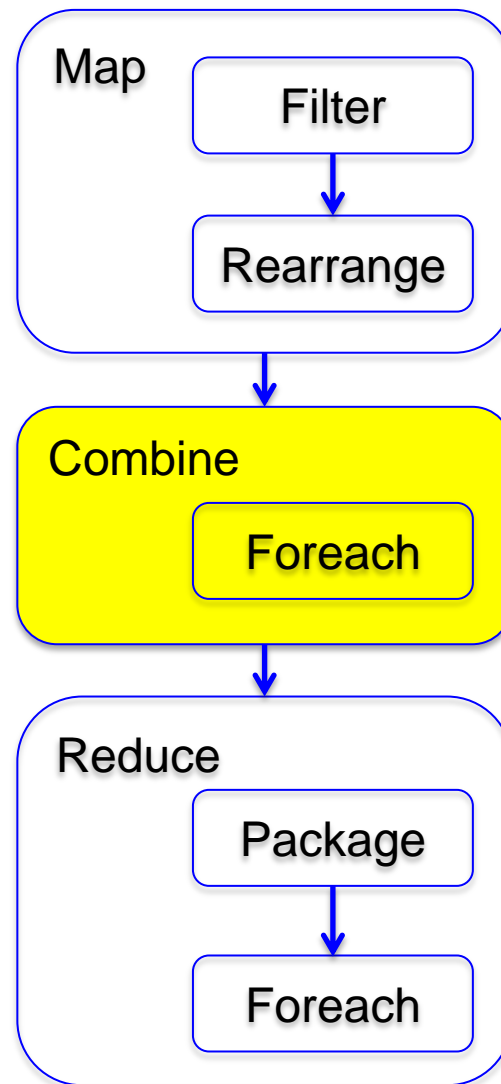 Map
Filter
Rearrange
Combine
Foreach
Reduce
Package
Foreach